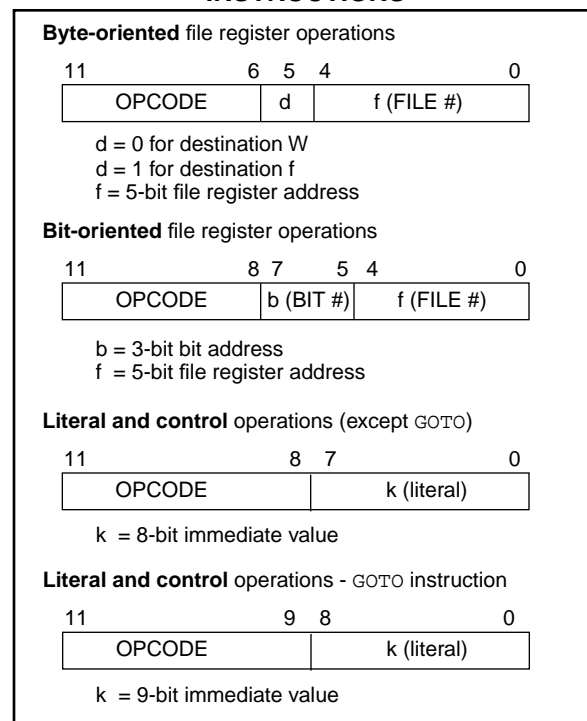 INSTRUCTIONS
Byte-oriented file register operations
11 6 5 4 0
OPCODE d f (FILE #)
d = 0 for destination W
d = 1 for destination f
f = 5-bit file register address
Bit-oriented file register operations
11 8 7 5 4 0
OPCODE b (BIT #) f (FILE #)
b = 3-bit bit address
f = 5-bit file register address
Literal and control operations (except GOTO)
11 8 7 0
OPCODE k (literal)
k = 8-bit immediate value
Literal and control operations - GOTO instruction
11 9 8 0
OPCODE k (literal)
k = 9-bit immediate value